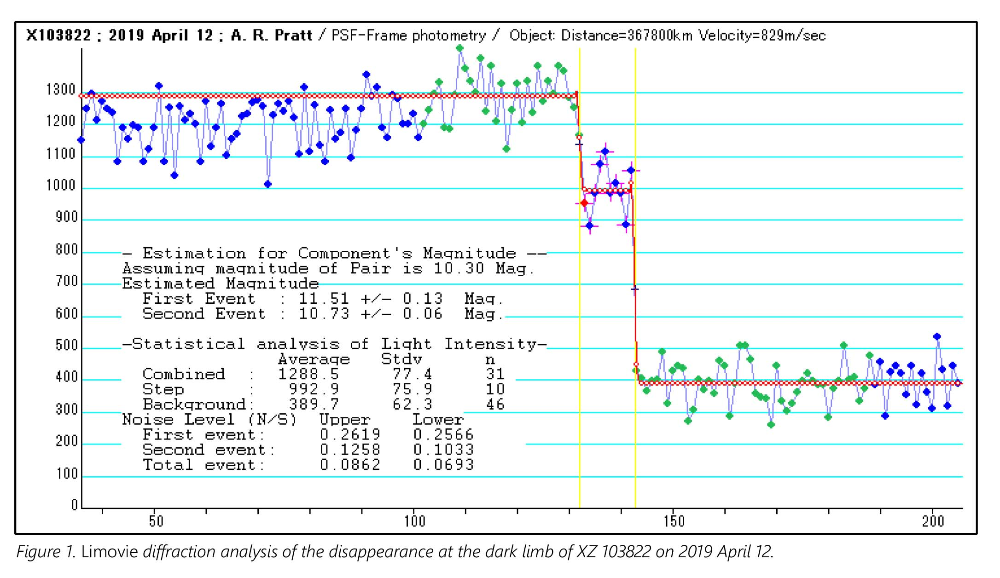 X103822 ; 2019 April 12 ; A. R. Pratt / PSF-Frame photometry / Object: Distance=367800km Velocity=829m/sec
1300
1200
1100
1000
900
800
700
600
500
400
300
200
100
0
- Estimation for Component's Magnitude --
Assuming magnitude of Pair is 10.30 Mag.
Estimated Magnitude
First Event : 11.51 +/- 0.13 Mag.
Second Event : 10.73 +/- 0.06 Mag.
-Statistical analysis of Light Intensity-
Average Stdv n
Combined : 1288.5 77.4 31
Step : 992.9 75.9 10
Background: 389.7 62.3 46
Noise Level (N/S) Upper Lower
First event: 0.2619 0.2566
Second event: 0.1258 0.1033
Total event: 0.0862 0.0693
50 100 150 200
Figure 1. Limovie diffraction analysis of the disappearance at the dark limb of XZ 103822 on 2019 April 12.